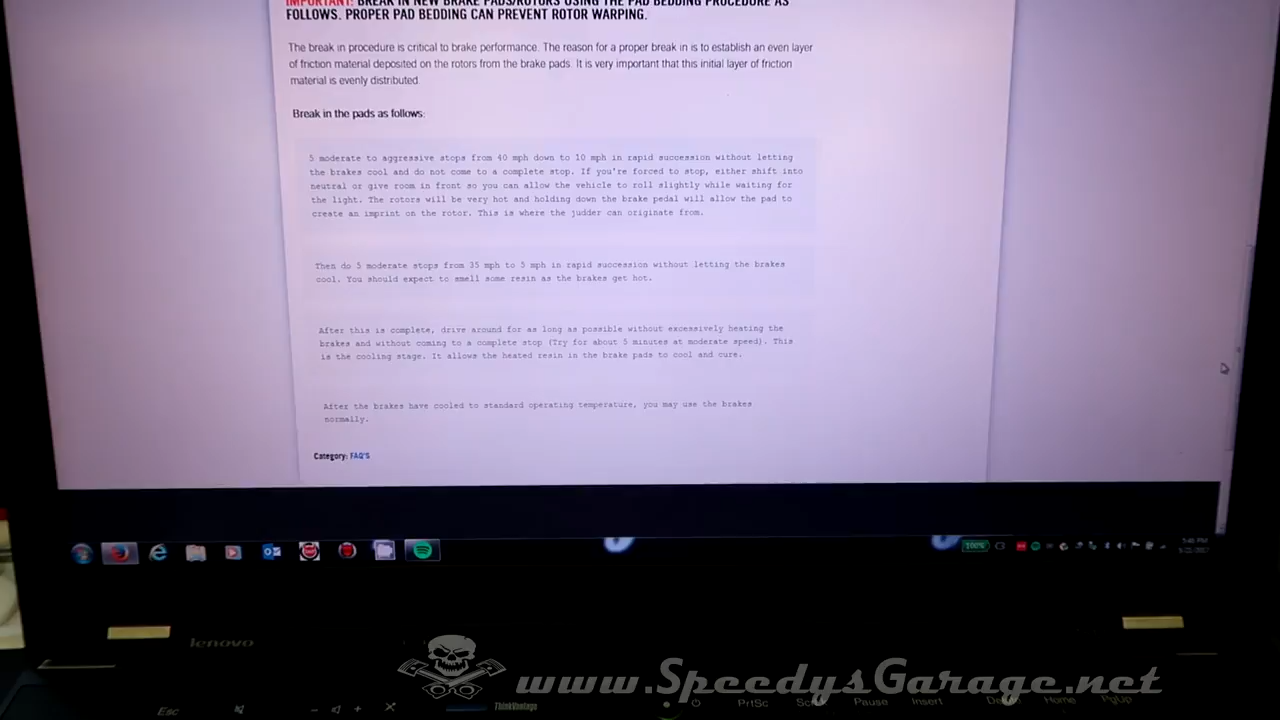 IMPORTANT: BREAK IN NEW BRAKE PADS/ROTORS USING THE PAD BEDDING PROCEDURE AS
FOLLOWS. PROPER PAD BEDDING CAN PREVENT ROTOR WARPING.
The break in procedure is critical to brake performance. The reason for a proper break in is to establish an even layer
of friction material deposited on the rotors from the brake pads. It is very important that this initial layer of friction
material is evenly distributed.
Break in the pads as follows:
5 moderate to aggressive stops from 40 mph down to 10 mph in rapid succession without letting
the brakes cool and do not come to a complete stop. If you're forced to stop, either shift into
neutral or give room in front so you can allow the vehicle to roll slightly while waiting for
the light. The rotors will be very hot and holding down the brake pedal will allow the pad to
create an imprint on the rotor. This is where the judder can originate from.
Then do 5 moderate stops from 35 mph to 5 mph in rapid succession without letting the brakes
cool. You should expect to smell some resin as the brakes get hot.
After this is complete, drive around for as long as possible without excessively heating the
brakes and without coming to a complete stop (Try for about 5 minutes at moderate speed). This
is the cooling stage. It allows the heated resin in the brake pads to cool and cure.
After the brakes have cooled to standard operating temperature, you may use the brakes
normally.
Category: FAQ'S
100%
lenovo
www.SpeedysGarage.net
Esc
ThinkVantage
PrtSc
Pause
Insert
Home
PgUp